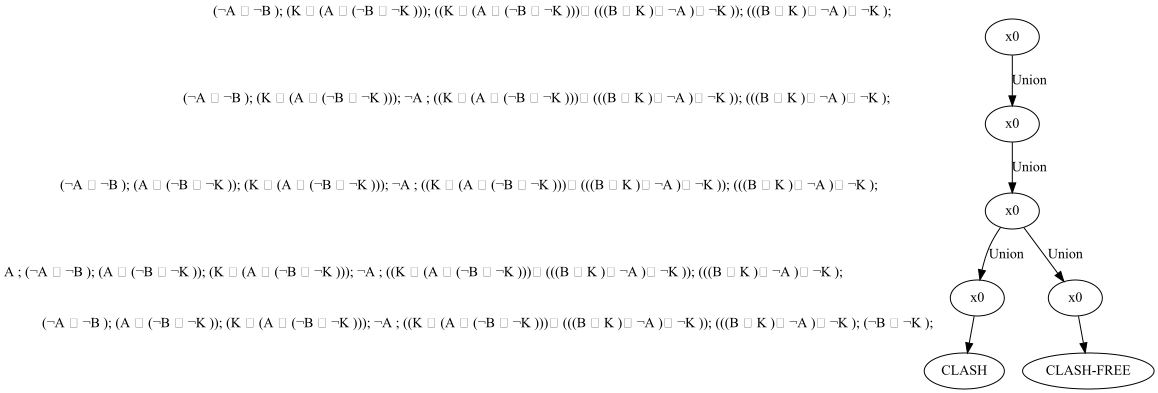 (¬A □ ¬B ); (K □ (A □ (¬B □ ¬K ))); ((K □ (A □ (¬B □ ¬K )))□ (((B □ K )□ ¬A )□ ¬K )); (((B □ K )□ ¬A )□ ¬K );
x0
Union
(¬A □ ¬B ); (K □ (A □ (¬B □ ¬K ))); ¬A ; ((K □ (A □ (¬B □ ¬K )))□ (((B □ K )□ ¬A )□ ¬K )); (((B □ K )□ ¬A )□ ¬K );
x0
Union
(¬A □ ¬B ); (A □ (¬B □ ¬K )); (K □ (A □ (¬B □ ¬K ))); ¬A ; ((K □ (A □ (¬B □ ¬K )))□ (((B □ K )□ ¬A )□ ¬K )); (((B □ K )□ ¬A )□ ¬K );
x0
Union Union
A ; (¬A □ ¬B ); (A □ (¬B □ ¬K )); (K □ (A □ (¬B □ ¬K ))); ¬A ; ((K □ (A □ (¬B □ ¬K )))□ (((B □ K )□ ¬A )□ ¬K )); (((B □ K )□ ¬A )□ ¬K );
x0 x0
(¬A □ ¬B ); (A □ (¬B □ ¬K )); (K □ (A □ (¬B □ ¬K ))); ¬A ; ((K □ (A □ (¬B □ ¬K )))□ (((B □ K )□ ¬A )□ ¬K )); (((B □ K )□ ¬A )□ ¬K ); (¬B □ ¬K );
CLASH CLASH-FREE